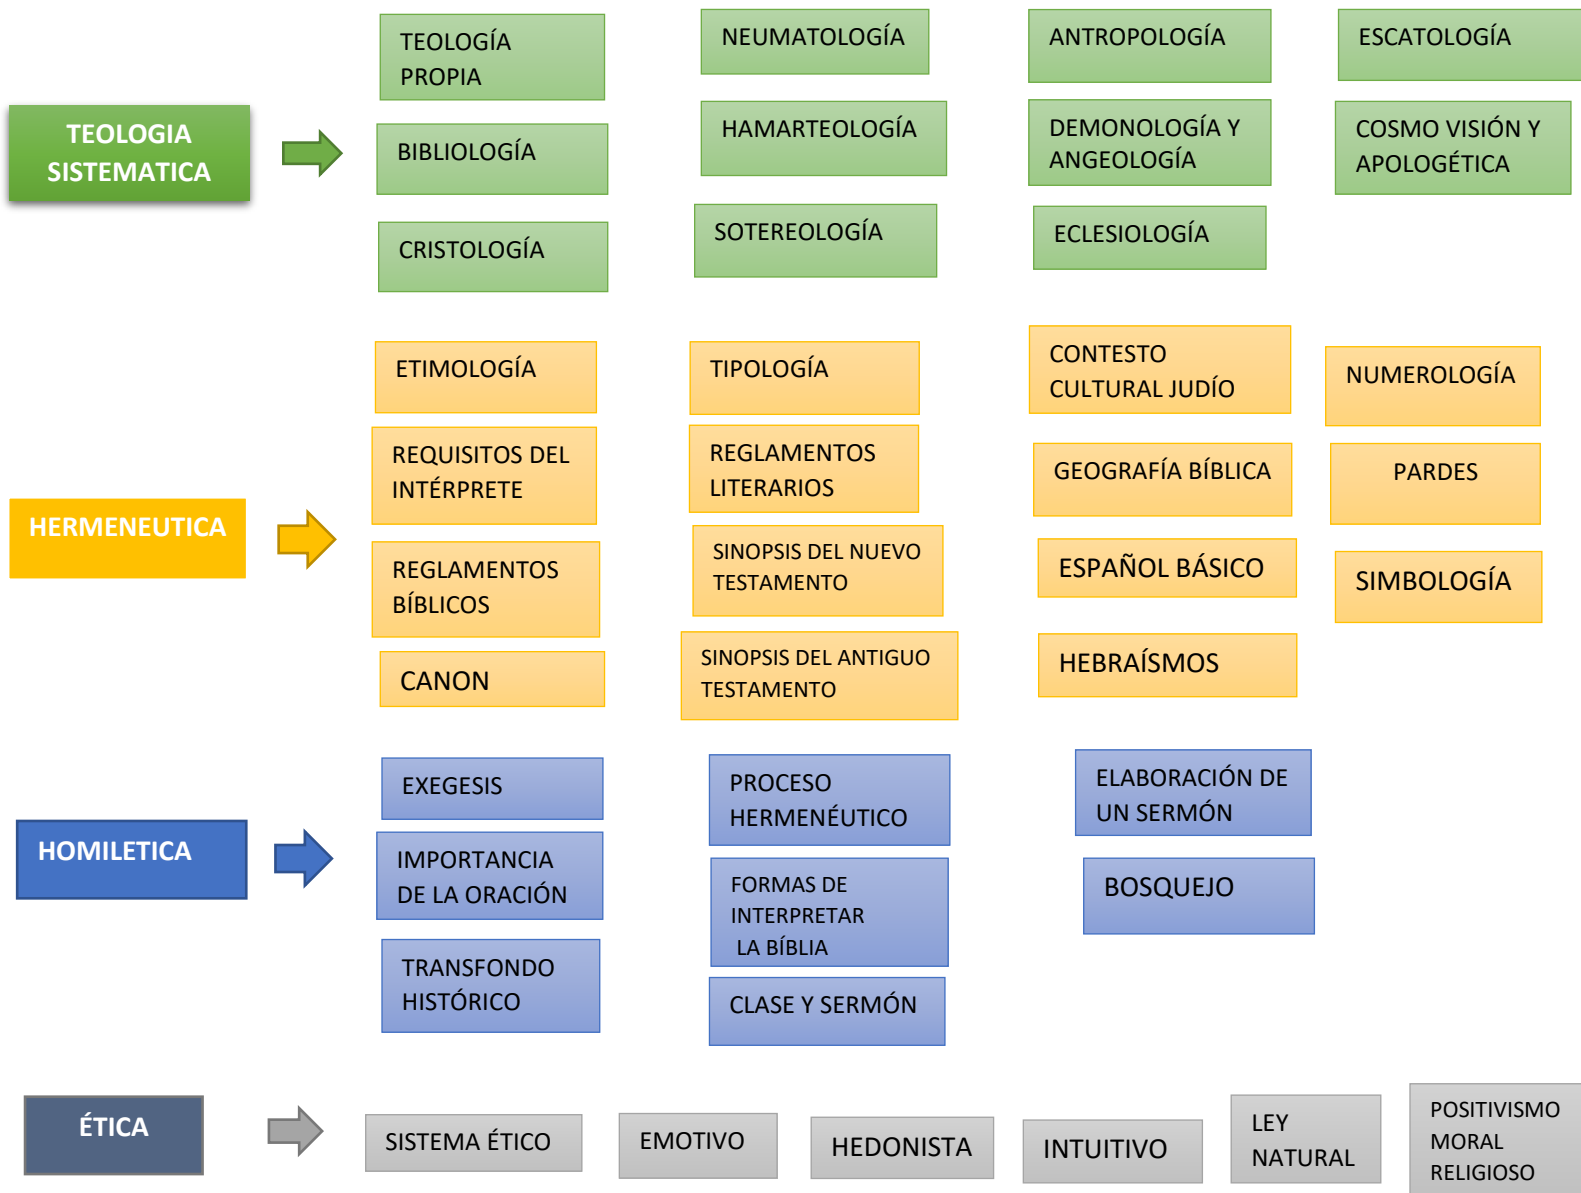 TEOLOGIA
SISTEMATICA
TEOLOGÍA
PROPIA
NEUMATOLOGÍA
ANTROPOLOGÍA
ESCATOLOGÍA
BIBLIOLOGÍA
HAMARTEOLOGÍA
DEMONOLOGÍA Y
ANGEOLOGÍA
COSMO VISIÓN Y
APOLOGÉTICA
CRISTOLOGÍA
SOTEREOLOGÍA
ECLESIOLOGÍA
HERMENEUTICA
ETIMOLOGÍA
TIPOLOGÍA
CONTESTO
CULTURAL JUDÍO
NUMEROLOGÍA
REQUISITOS DEL
INTÉRPRETE
REGLAMENTOS
LITERARIOS
GEOGRAFÍA BÍBLICA
PARDES
REGLAMENTOS
BÍBLICOS
SINOPSIS DEL NUEVO
TESTAMENTO
ESPAÑOL BÁSICO
SIMBOLOGÍA
CANON
SINOPSIS DEL ANTIGUO
TESTAMENTO
HEBRAÍSMOS
HOMILETICA
EXEGESIS
PROCESO
HERMENÉUTICO
ELABORACIÓN DE
UN SERMÓN
IMPORTANCIA
DE LA ORACIÓN
FORMAS DE
INTERPRETAR
LA BÍBLIA
BOSQUEJO
TRANSFONDO
HISTÓRICO
CLASE Y SERMÓN
ÉTICA
SISTEMA ÉTICO
EMOTIVO
HEDONISTA
INTUITIVO
LEY
NATURAL
POSITIVISMO
MORAL
RELIGIOSO